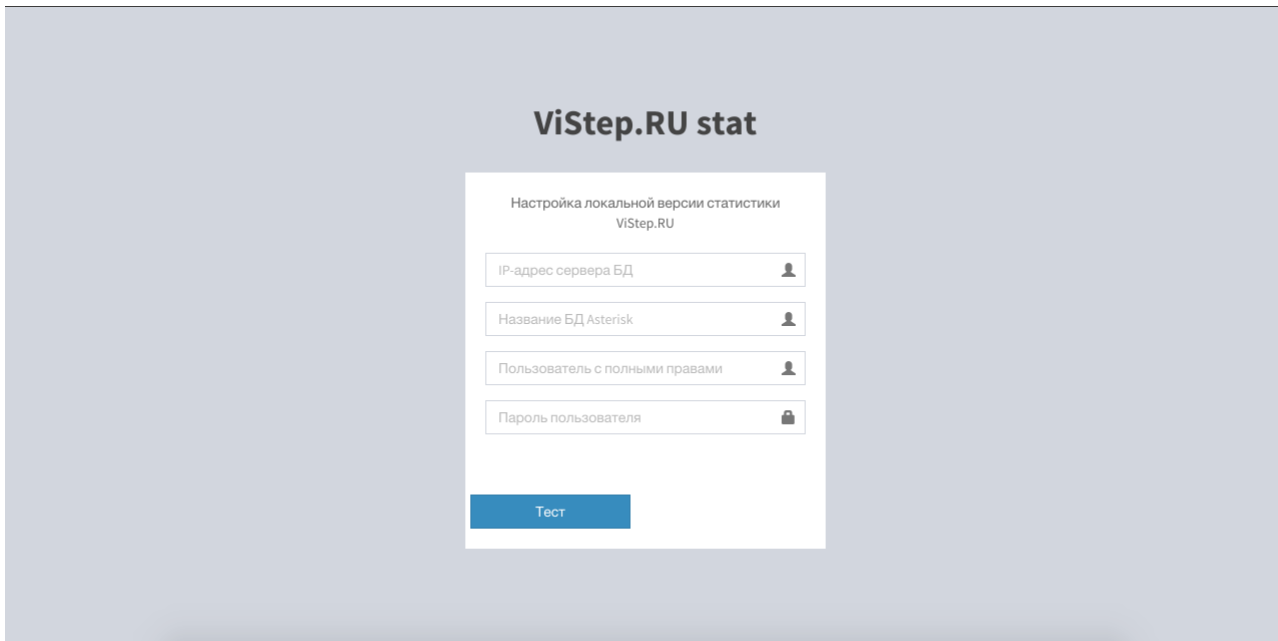 ViStep.RU stat
Настройка локальной версии статистики
ViStep.RU
IP-адрес сервера БД
Название БД Asterisk
Пользователь с полными правами
Пароль пользователя
Тест